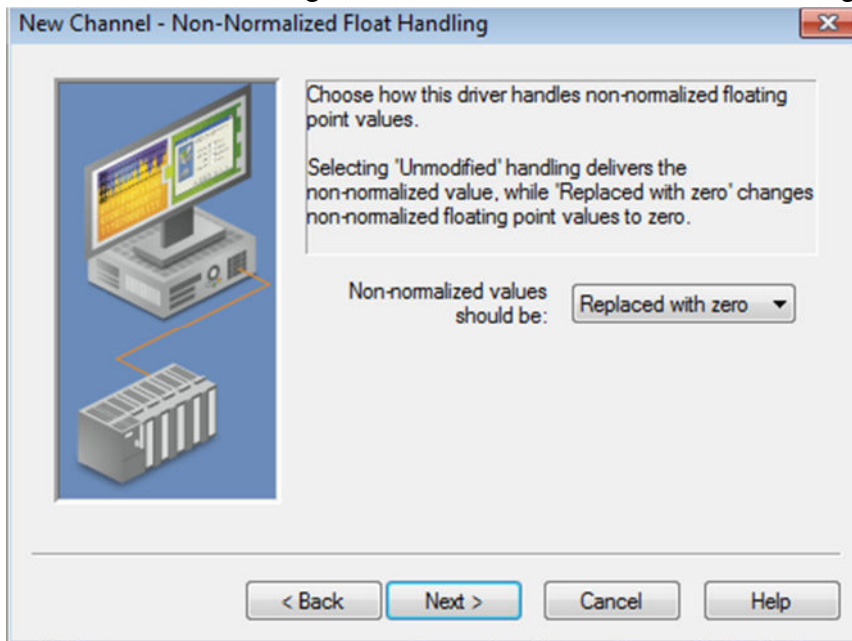 New Channel - Non-Normalized Float Handling
Choose how this driver handles non-normalized floating
point values.
Selecting 'Unmodified' handling delivers the
non-normalized value, while 'Replaced with zero' changes
non-normalized floating point values to zero.
Non-normalized values
should be:
Replaced with zero
< Back
Next >
Cancel
Help